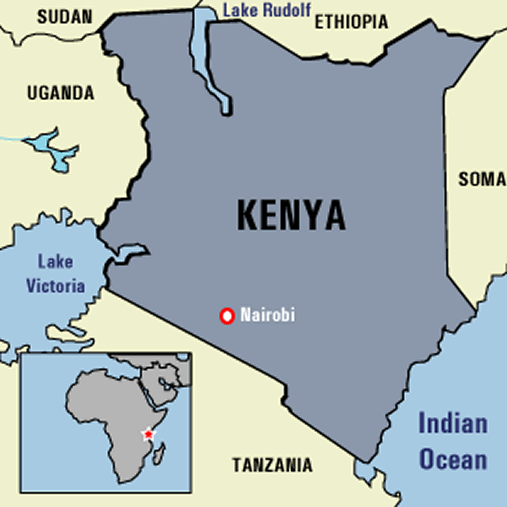 SUDAN
Lake Rudolf
ETHIOPIA
UGANDA
SOMA
KENYA
Lake
Victoria
Nairobi
Indian
Ocean
TANZANIA